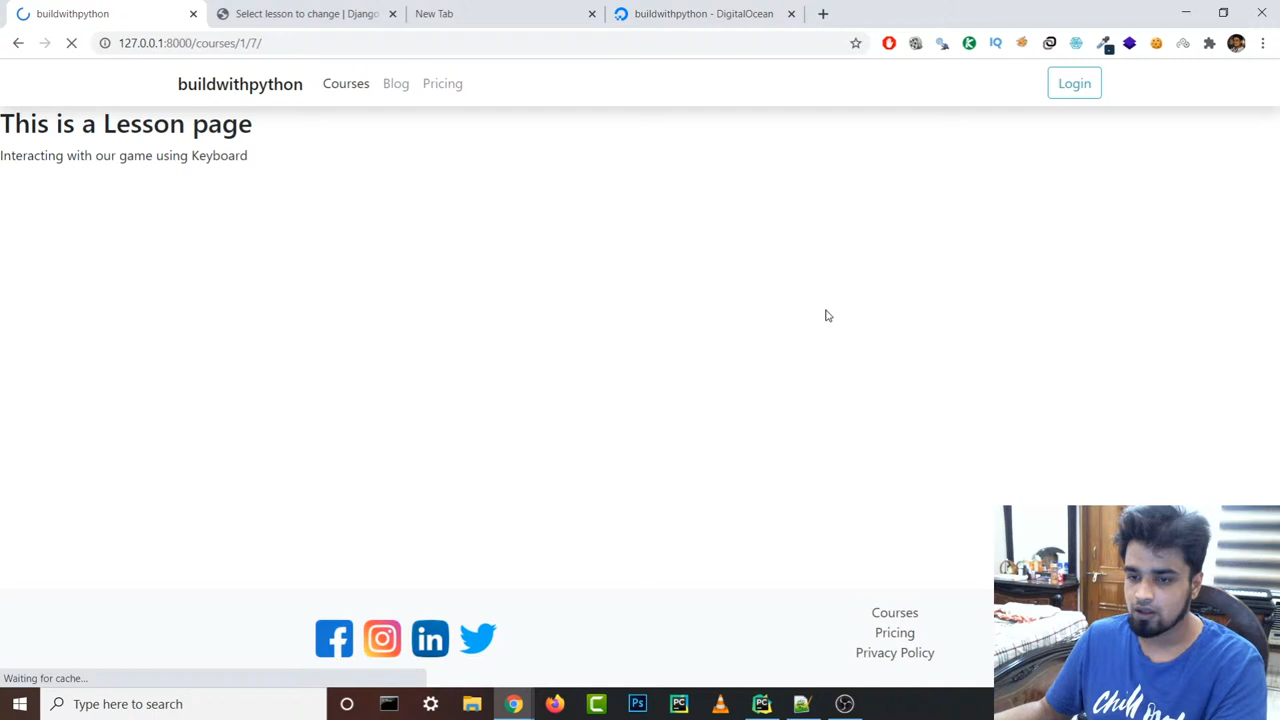 buildwithpython
Select lesson to change | Django
New Tab
buildwithpython - DigitalOcean
127.0.0.1:8000/courses/1/7/
IQ
buildwithpython
Courses
Blog
Pricing
Login
This is a Lesson page
Interacting with our game using Keyboard
Courses
Pricing
Privacy Policy
Waiting for cache...
Type here to search